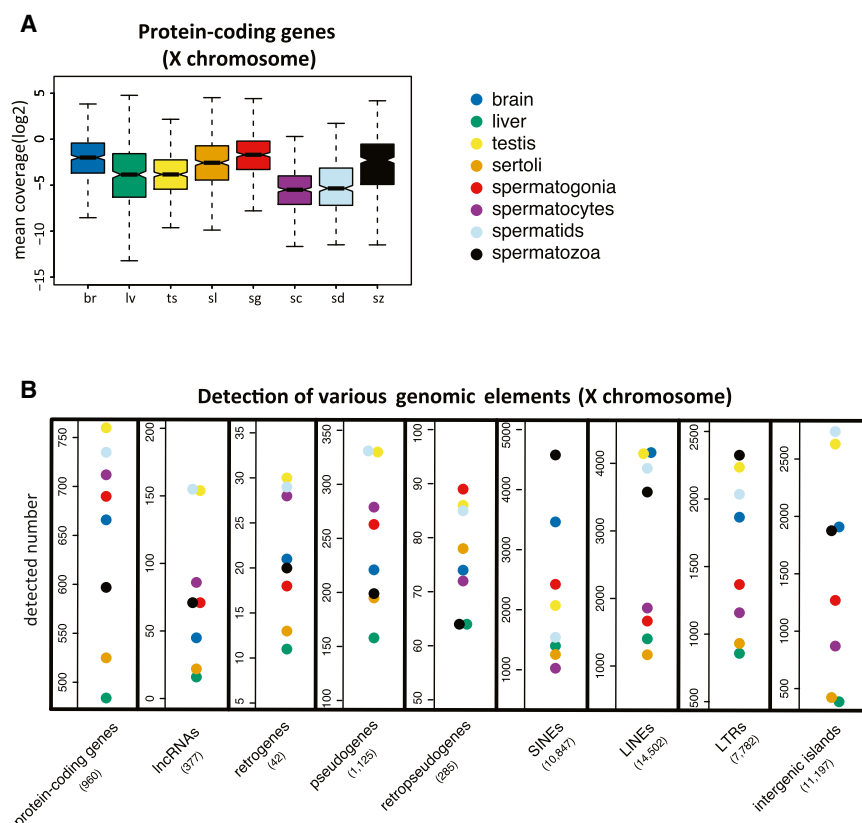 A
Protein-coding genes
(X chromosome)
mean coverage(log2)
5
0
−5
−10
−15
br lv ts sl sg sc sd sz
brain
liver
testis
sertoli
spermatogonia
spermatocytes
spermatids
spermatozoa
B
Detection of various genomic elements (X chromosome)
detected number
750
700
650
600
550
500
200
150
100
50
0
35
30
25
20
15
10
5
350
300
250
200
150
100
100
90
80
70
60
50
5000
4000
3000
2000
1000
4000
3000
2000
1000
2500
2000
1500
1000
500
2500
2000
1500
1000
500
protein-coding genes
(960)
lncRNAs
(377)
retrogenes
(42)
pseudogenes
(1,125)
retropseudogenes
(285)
SINEs
(10,847)
LINEs
(14,502)
LTRs
(7,782)
intergenic islands
(11,197)